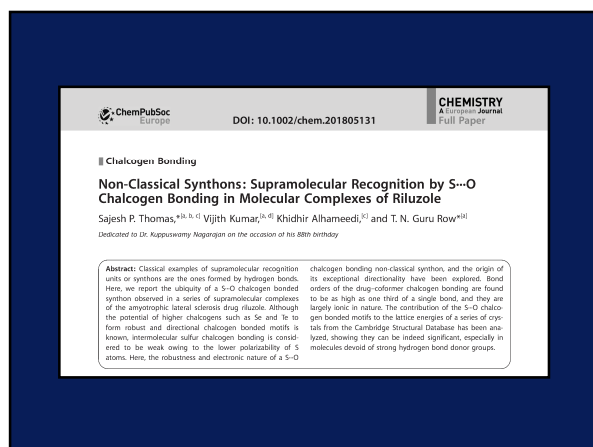 ChemPubSoc
Europe
DOI: 10.1002/chem.201805131
CHEMISTRY
A European Journal
Full Paper
Chalcogen Bonding
Non-Classical Synthons: Supramolecular Recognition by S···O
Chalcogen Bonding in Molecular Complexes of Riluzole
Sajesh P. Thomas,*[a, b, c] Vijith Kumar,[a, d] Khidhir Alhameedi,[c] and T. N. Guru Row*[a]
Dedicated to Dr. Kuppuswamy Nagarajan on the occasion of his 88th birthday
Abstract: Classical examples of supramolecular recognition
units or synthons are the ones formed by hydrogen bonds.
Here, we report the ubiquity of a S···O chalcogen bonded
synthon observed in a series of supramolecular complexes
of the amyotrophic lateral sclerosis drug riluzole. Although
the potential of higher chalcogens such as Se and Te to
form robust and directional chalcogen bonded motifs is
known, intermolecular sulfur chalcogen bonding is consid-
ered to be weak owing to the lower polarizability of S
atoms. Here, the robustness and electronic nature of a S···O
chalcogen bonding non-classical synthon, and the origin of
its exceptional directionality have been explored. Bond
orders of the drug–coformer chalcogen bonding are found
to be as high as one third of a single bond, and they are
largely ionic in nature. The contribution of the S···O chalco-
gen bonded motifs to the lattice energies of a series of crys-
tals from the Cambridge Structural Database has been ana-
lyzed, showing they can be indeed significant, especially in
molecules devoid of strong hydrogen bond donor groups.